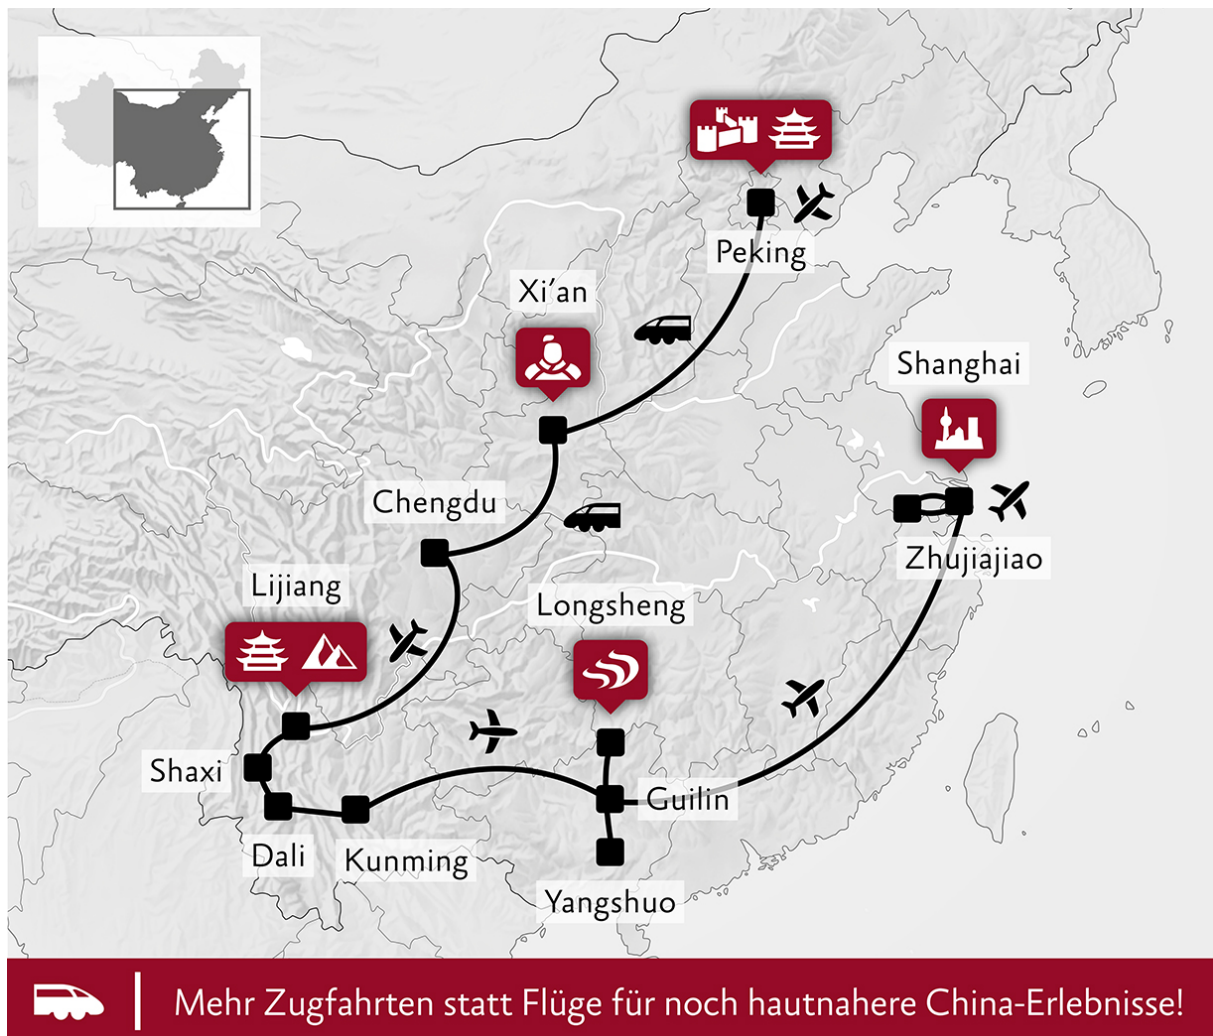 Peking
Xi’an
Shanghai
Chengdu
Zhujiajiao
Lijiang
Longsheng
Shaxi
Guilin
Dali
Kunming
Yangshuo
Mehr Zugfahrten statt Flüge für noch hautnahere China-Erlebnisse!